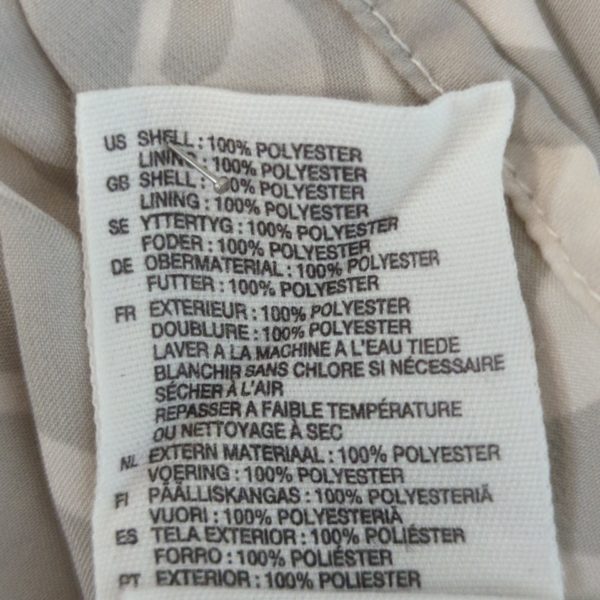 US SHELL : 100% POLYESTER
LINING : 100% POLYESTER
GB SHELL : 100% POLYESTER
LINING : 100% POLYESTER
SE YTTERTYG : 100% POLYESTER
FODER : 100% POLYESTER
DE OBERMATERIAL : 100% POLYESTER
FUTTER : 100% POLYESTER
FR EXTERIEUR : 100% POLYESTER
DOUBLURE : 100% POLYESTER
LAVER A LA MACHINE A L'EAU TIEDE
BLANCHIR SANS CHLORE SI NÉCESSAIRE
SÉCHER À L'AIR
REPASSER A FAIBLE TEMPÉRATURE
OU NETTOYAGE À SEC
NL EXTERN MATERIAAL : 100% POLYESTER
VOERING : 100% POLYESTER
FI PÄÄLLISKANGAS : 100% POLYESTERIÄ
VUORI : 100% POLYESTERIÄ
ES TELA EXTERIOR : 100% POLIÉSTER
FORRO : 100% POLIÉSTER
PT EXTERIOR : 100% POLIÉSTER